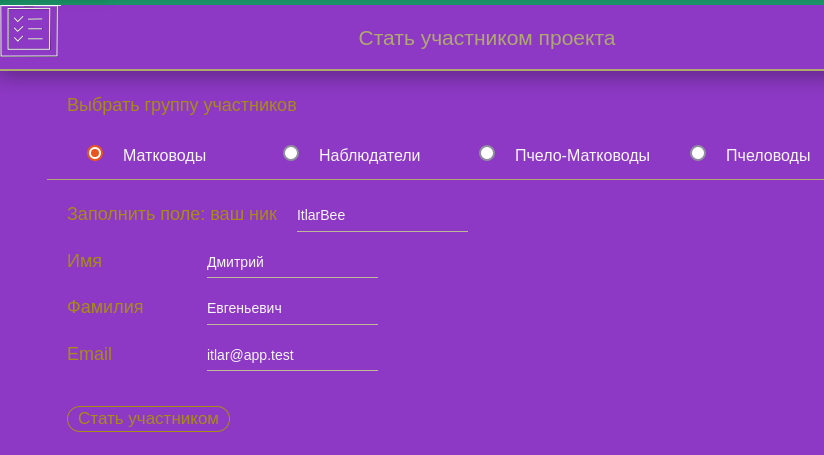 Стать участником проекта
Выбрать группу участников
Матководы Наблюдатели Пчело-Матководы Пчеловоды
Заполнить поле: ваш ник ItlarBee
Имя Дмитрий
Фамилия Евгеньевич
Email itlar@app.test
Стать участником